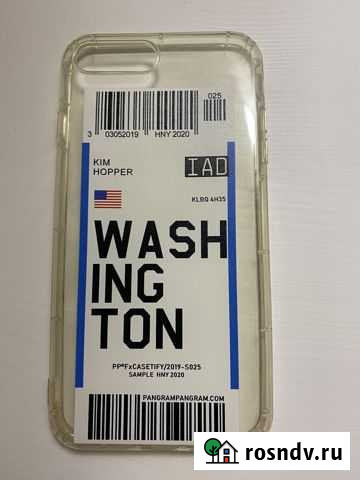 025
3 03052019 HNY 2020
KIM
HOPPER
IAD
KLRQ 4H35
WASH
ING
TON
PP®FxCASETIFY/2019-S025
SAMPLE HNY 2020
PANGRAMPANGRAM.COM
rosndv.ru